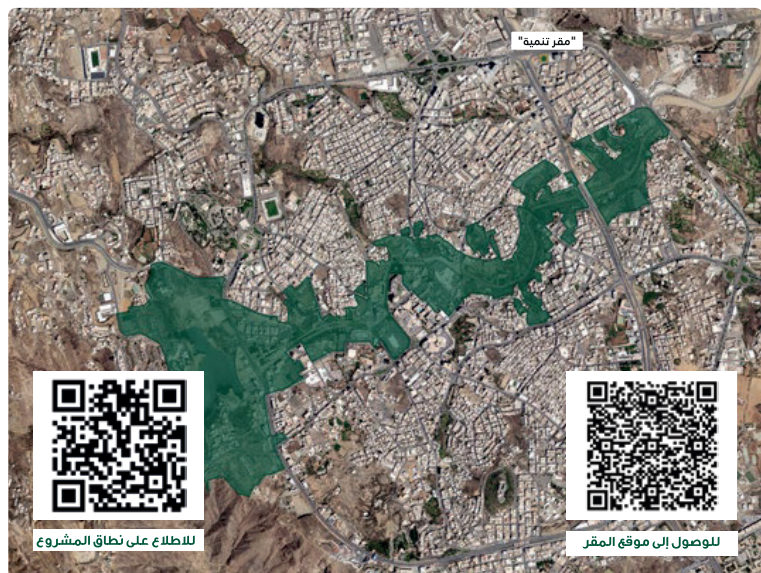 "مقر تنمية"
للوصول إلى موقع المقر
للاطلاع على نطاق المشروع